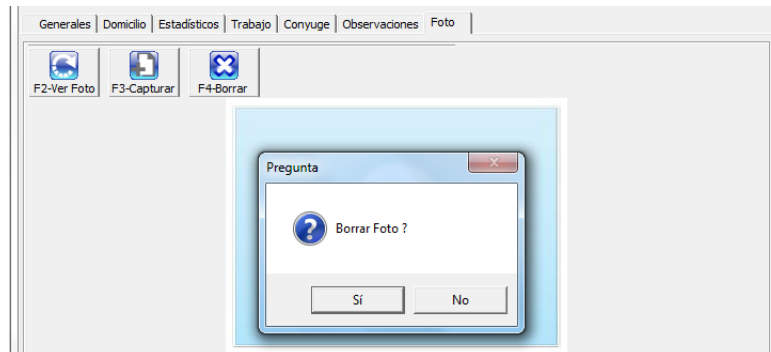 Generales Domicilio Estadísticos Trabajo Conyuge Observaciones Foto
F2-Ver Foto F3-Capturar F4-Borrar
Pregunta
Borrar Foto ?
Sí No